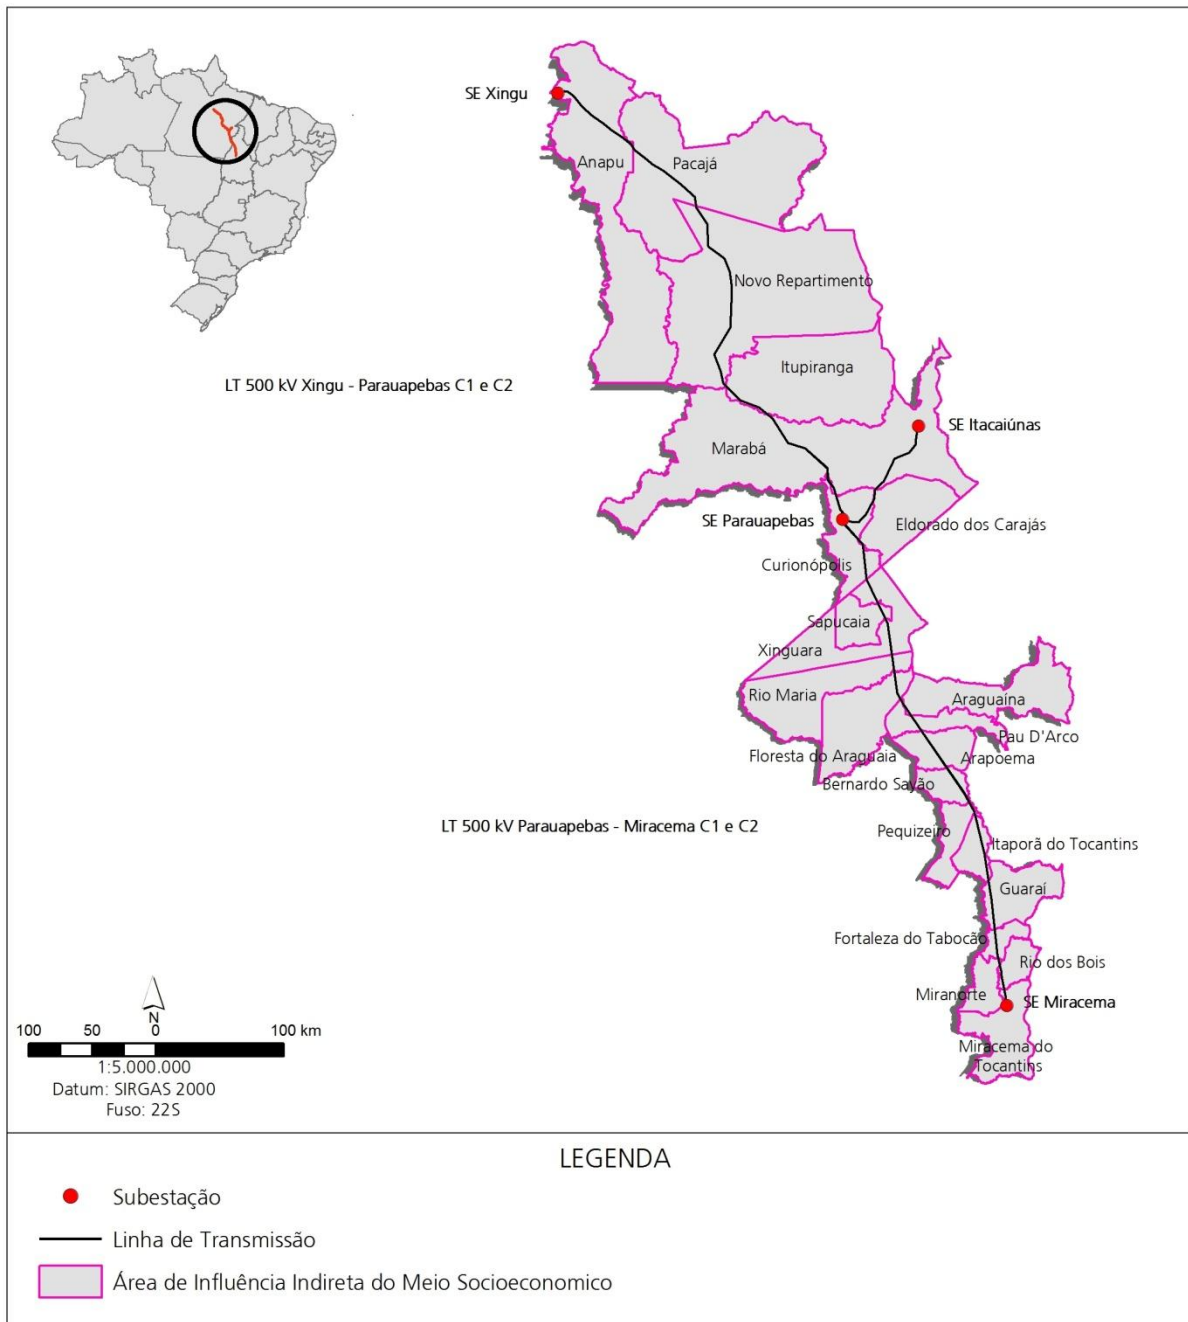 SE Xingu
Anapu
Pacajá
Novo Repartimento
Itupiranga
LT 500 kV Xingu - Parauapebas C1 e C2
SE Itacaiúnas
Marabá
SE Parauapebas
Eldorado dos Carajás
Curionópolis
Sapucaia
Xinguara
Rio Maria
Araguaína
Pau D'Arco
Floresta do Araguaia
Arapoema
Bernardo Sayão
LT 500 kV Parauapebas - Miracema C1 e C2
Pequizeiro
Itaporã do Tocantins
Guaraí
Fortaleza do Tabocão
Rio dos Bois
Miranorte
SE Miracema
Miracema do
Tocantins
N
100 50 0 100 km
1:5.000.000
Datum: SIRGAS 2000
Fuso: 22S
LEGENDA
Subestação
Linha de Transmissão
Área de Influência Indireta do Meio Socioeconomico